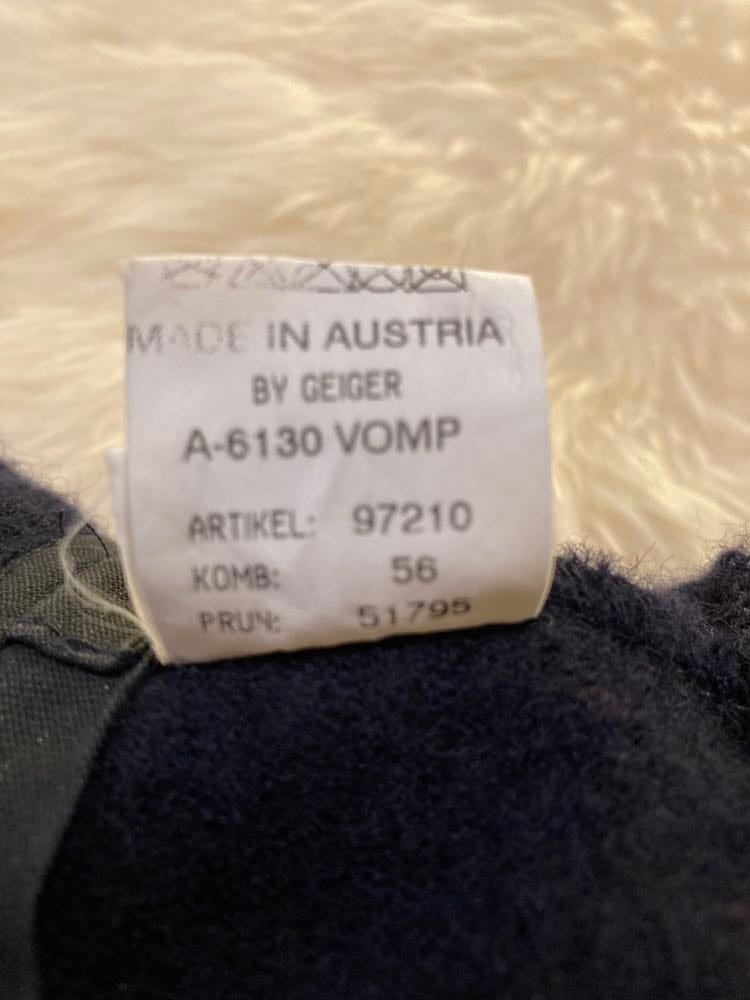 MADE IN AUSTRIA
BY GEIGER
A-6130 VOMP
ARTIKEL: 97210
KOMB: 56
PRUN: 51795